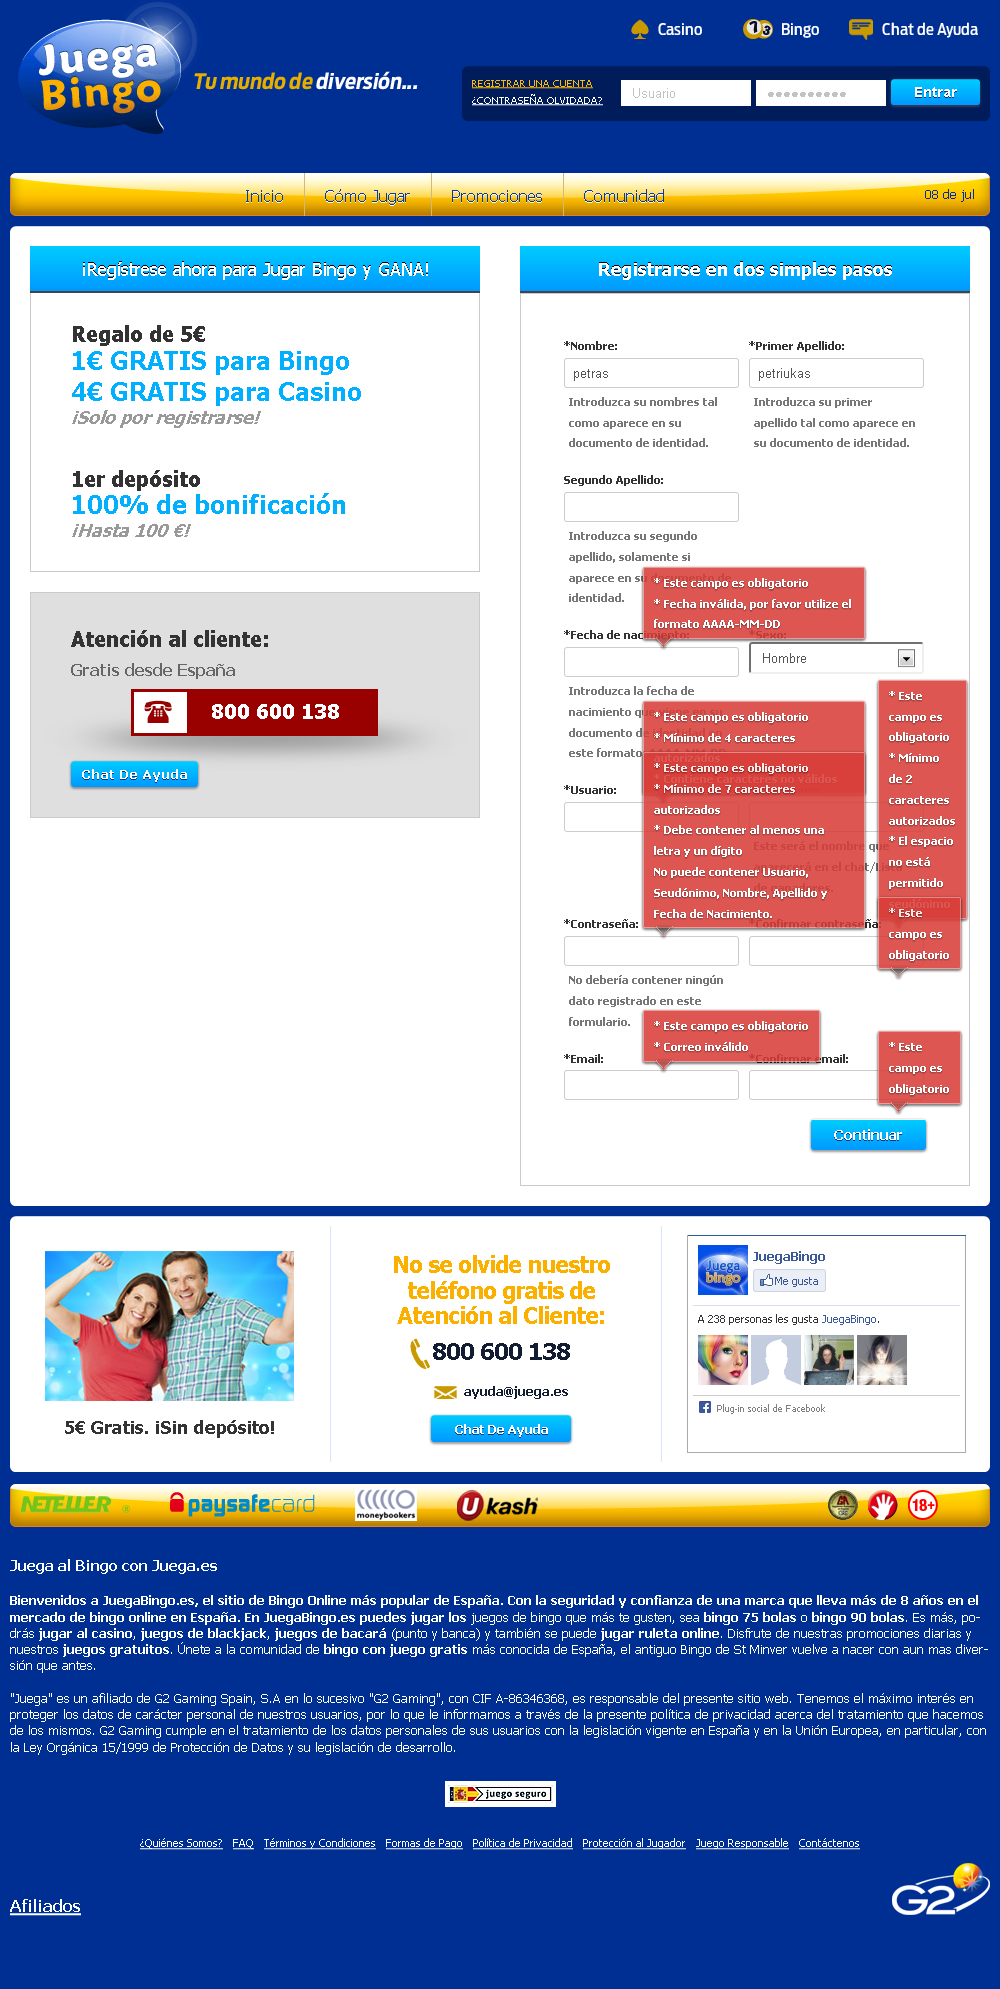 Casino
Bingo
Chat de Ayuda
Juega
Bingo
Tu mundo de diversión...
REGISTRAR UNA CUENTA
¿CONTRASEÑA OLVIDADA?
Usuario
Entrar
Inicio
Cómo Jugar
Promociones
Comunidad
08 de jul
¡Regístrese ahora para Jugar Bingo y GANA!
Regalo de 5€
1€ GRATIS para Bingo
4€ GRATIS para Casino
¡Solo por registrarse!
1er depósito
100% de bonificación
¡Hasta 100 €!
Atención al cliente:
Gratis desde España
800 600 138
Chat De Ayuda
Registrarse en dos simples pasos
*Nombre:
*Primer Apellido:
petras
petriukas
Introduzca su nombres tal
como aparece en su
documento de identidad.
Introduzca su primer
apellido tal como aparece en
su documento de identidad.
Segundo Apellido:
Introduzca su segundo
apellido, solamente si
aparece en su documento de
identidad.
* Este campo es obligatorio
* Fecha inválida, por favor utilize el
formato AAAA-MM-DD
*Fecha de nacimiento:
*Sexo:
Hombre
Introduzca la fecha de
nacimiento
documento de
este formato
* Este campo es obligatorio
* Mínimo de 4 caracteres
autorizados
* Contiene caracteres no válidos
* Este
campo es
obligatorio
* Mínimo
de 2
caracteres
autorizados
* El espacio
no está
permitido
seudónimo
*Usuario:
* Este campo es obligatorio
* Mínimo de 7 caracteres
autorizados
* Debe contener al menos una
letra y un dígito
No puede contener Usuario,
Seudónimo, Nombre, Apellido y
Fecha de Nacimiento.
Este será el nombre que
* Este
campo es
obligatorio
*Contraseña:
*Confirmar contraseña:
No debería contener ningún
dato registrado en este
formulario.
* Este campo es obligatorio
* Correo inválido
*Email:
*Confirmar email:
* Este
campo es
obligatorio
Continuar
5€ Gratis. ¡Sin depósito!
No se olvide nuestro
teléfono gratis de
Atención al Cliente:
800 600 138
ayuda@juega.es
Chat De Ayuda
Juega
bingo
JuegaBingo
Me gusta
A 238 personas les gusta JuegaBingo.
Plug-in social de Facebook
NETELLER
paysafecard
moneybookers
Ukash
18+
Juega al Bingo con Juega.es
Bienvenidos a JuegaBingo.es, el sitio de Bingo Online más popular de España. Con la seguridad y confianza de una marca que lleva más de 8 años en el
mercado de bingo online en España. En JuegaBingo.es puedes jugar los juegos de bingo que más te gusten, sea bingo 75 bolas o bingo 90 bolas. Es más, po-
drás jugar al casino, juegos de blackjack, juegos de bacará (punto y banca) y también se puede jugar ruleta online. Disfrute de nuestras promociones diarias y
nuestros juegos gratuitos. Únete a la comunidad de bingo con juego gratis más conocida de España, el antiguo Bingo de St Minver vuelve a nacer con aun mas diver-
sión que antes.
"Juega" es un afiliado de G2 Gaming Spain, S.A en lo sucesivo "G2 Gaming", con CIF A-86346368, es responsable del presente sitio web. Tenemos el máximo interés en
proteger los datos de carácter personal de nuestros usuarios, por lo que le informamos a través de la presente política de privacidad acerca del tratamiento que hacemos
de los mismos. G2 Gaming cumple en el tratamiento de los datos personales de sus usuarios con la legislación vigente en España y en la Unión Europea, en particular, con
la Ley Orgánica 15/1999 de Protección de Datos y su legislación de desarrollo.
juego seguro
¿Quiénes Somos? FAQ Términos y Condiciones Formas de Pago Política de Privacidad Protección al Jugador Juego Responsable Contáctenos
Afiliados
G2